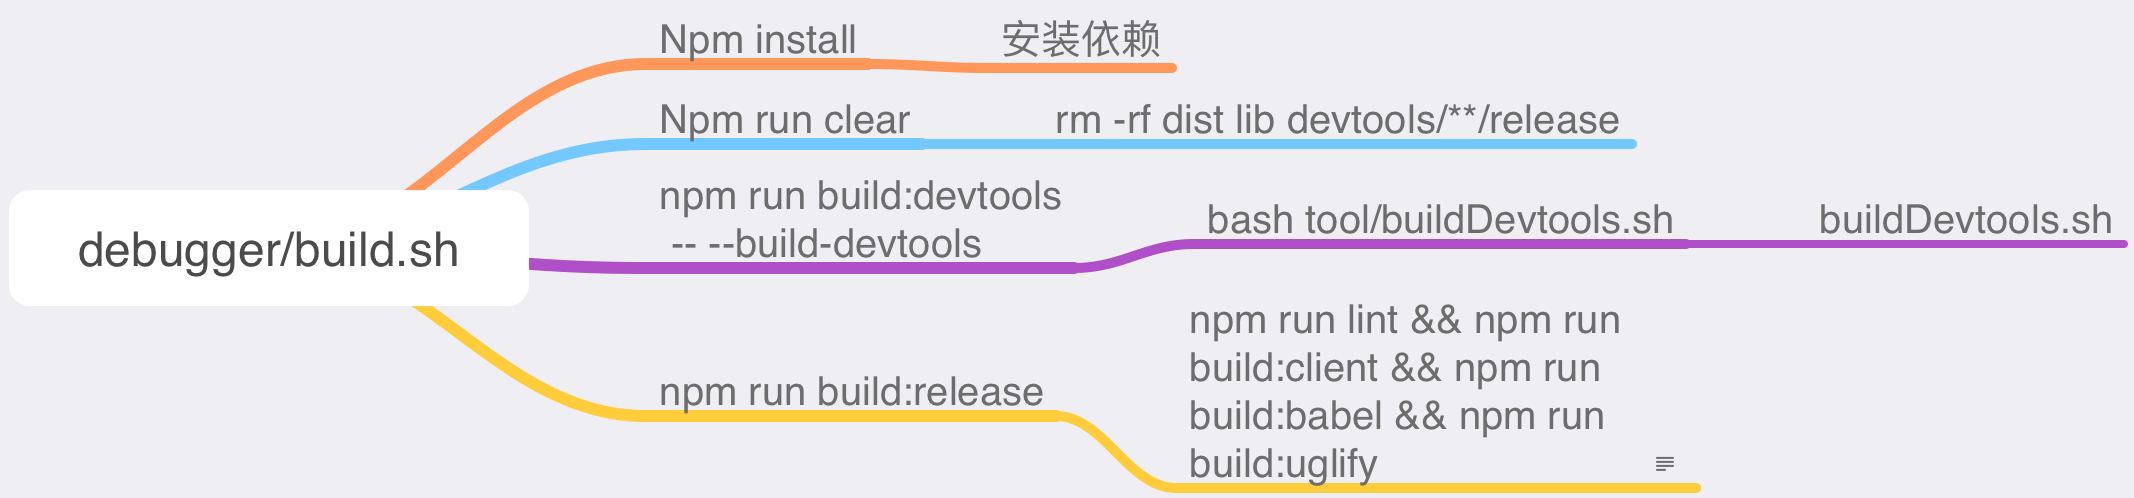 debugger/build.sh
Npm install
安装依赖
Npm run clear
rm -rf dist lib devtools/**/release
npm run build:devtools
-- --build-devtools
bash tool/buildDevtools.sh
buildDevtools.sh
npm run build:release
npm run lint && npm run
build:client && npm run
build:babel && npm run
build:uglify